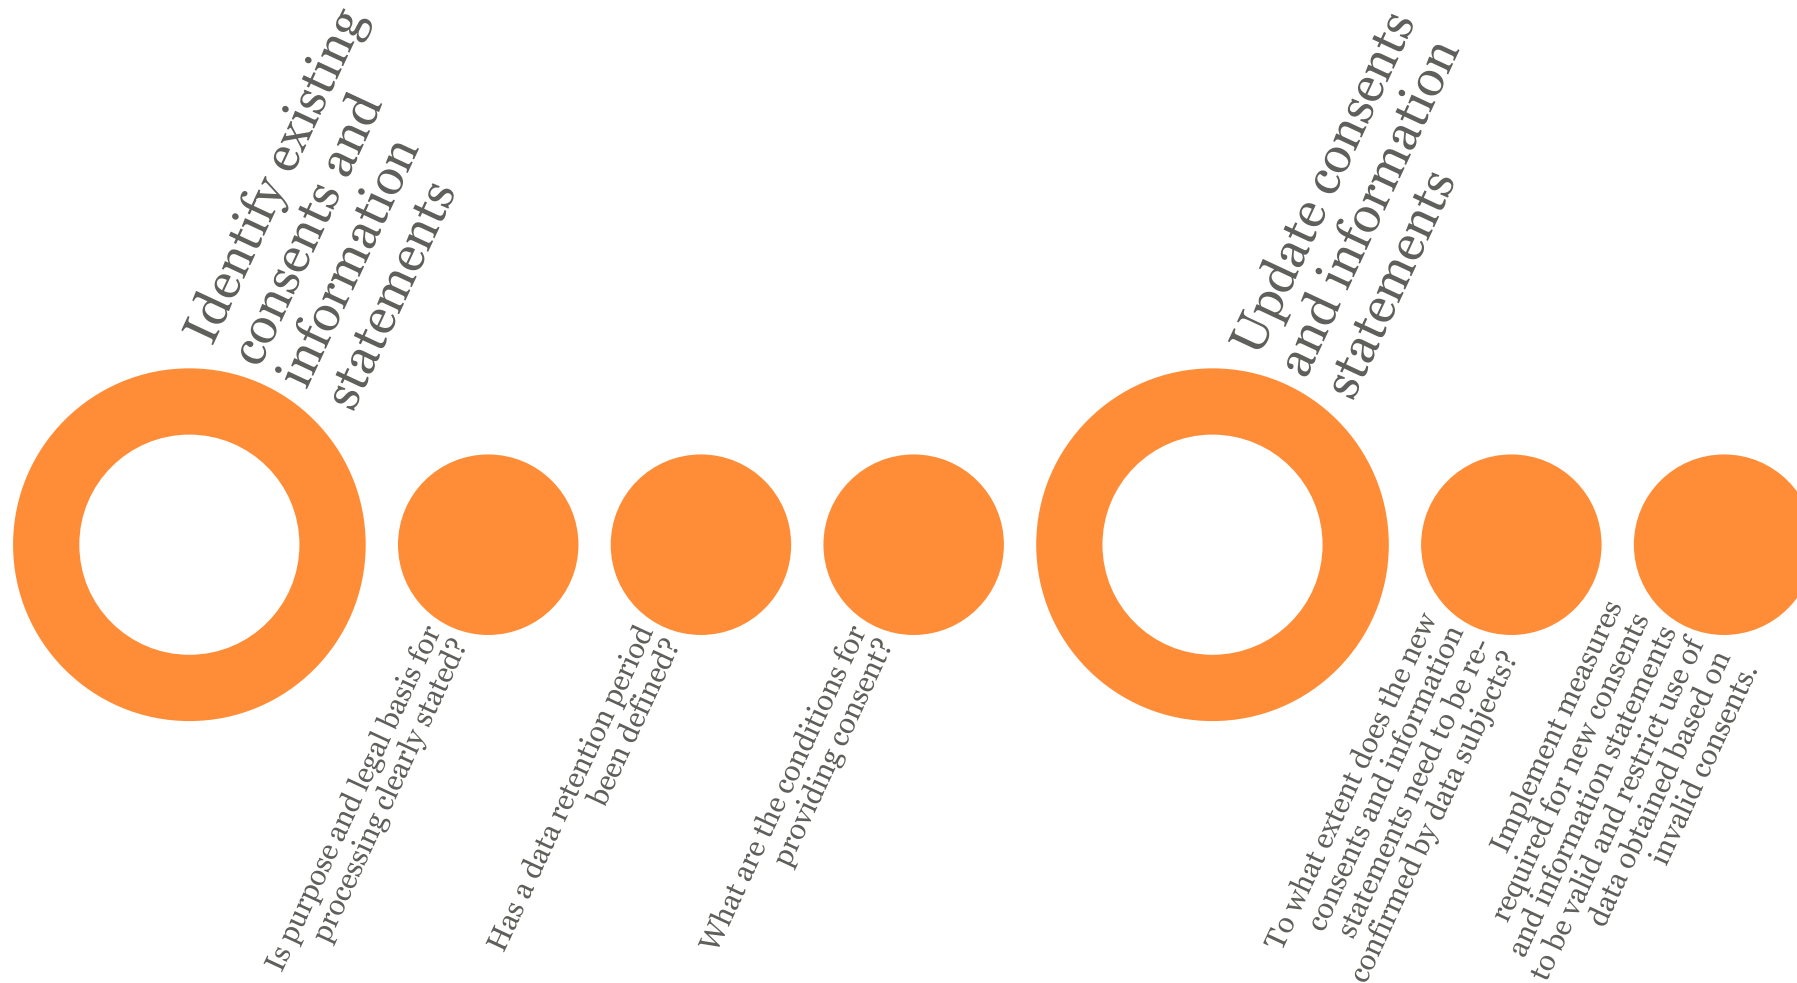 Identify existing
consents and
information
statements
Is purpose and legal basis for
processing clearly stated?
Has a data retention period
been defined?
What are the conditions for
providing consent?
Update consents
and information
statements
To what extent does the new
consents and information
statements need to be re-
confirmed by data subjects?
Implement measures
required for new consents
and information statements
to be valid and restrict use of
data obtained based on
invalid consents.